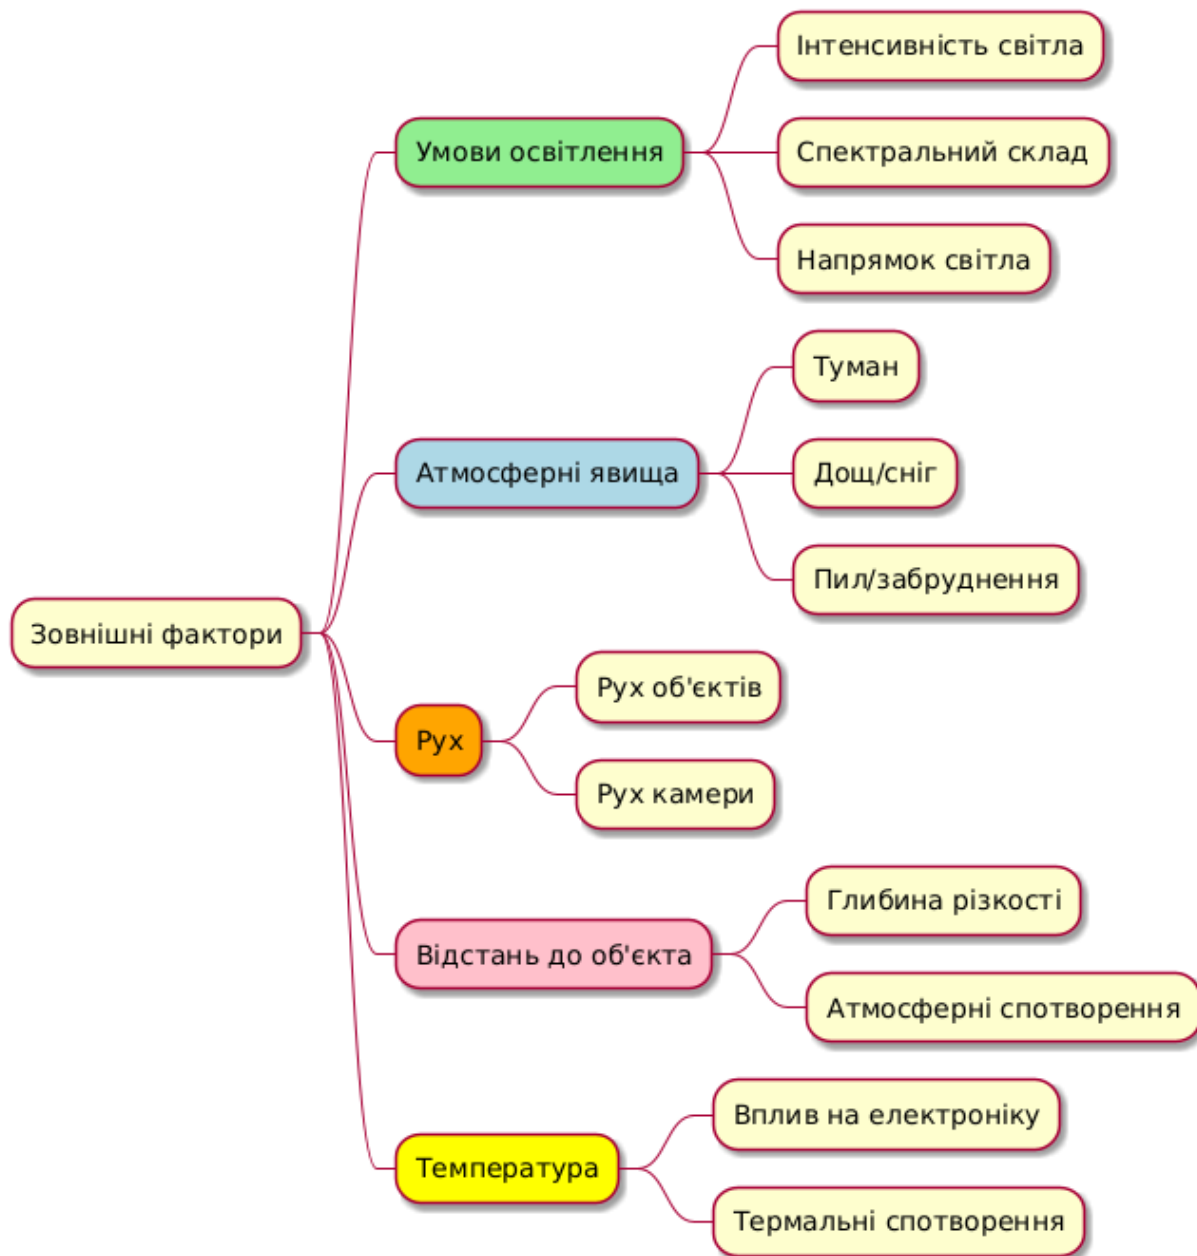 Зовнішні фактори
Умови освітлення
Інтенсивність світла
Спектральний склад
Напрямок світла
Атмосферні явища
Туман
Дощ/сніг
Пил/забруднення
Рух
Рух об'єктів
Рух камери
Відстань до об'єкта
Глибина різкості
Атмосферні спотворення
Температура
Вплив на електроніку
Термальні спотворення